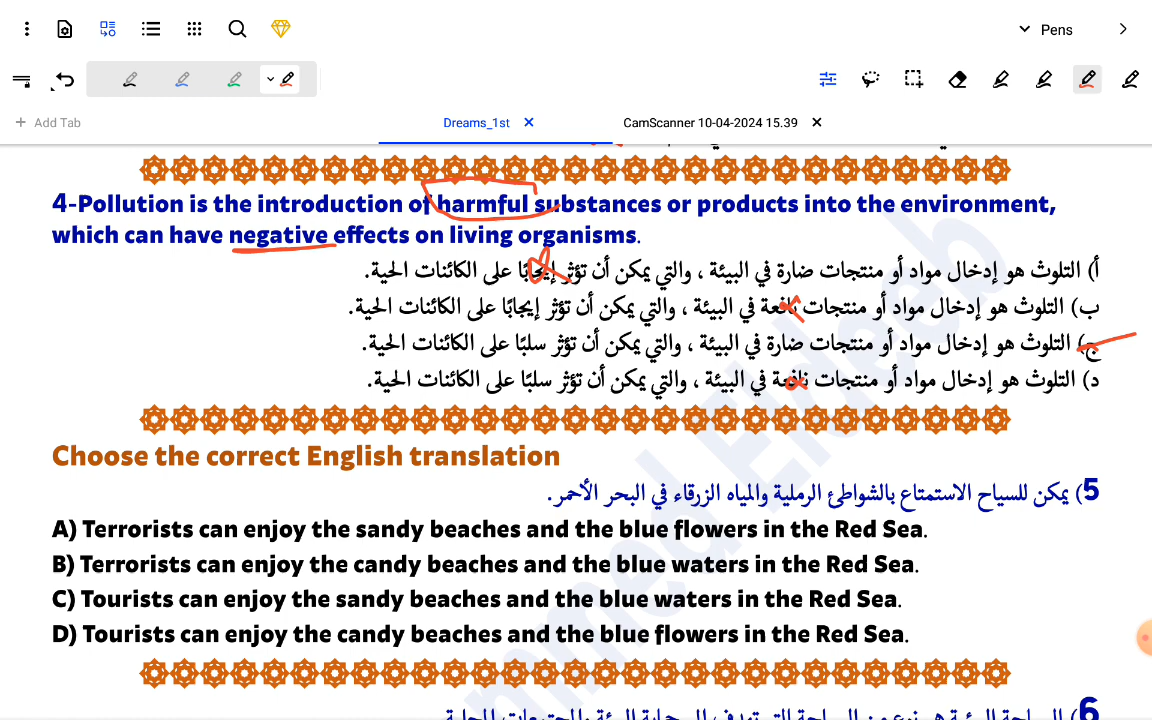 Pens
Add Tab
Dreams_1st
CamScanner 10-04-2024 15.39
4-Pollution is the introduction of harmful substances or products into the environment,
which can have negative effects on living organisms.
أ) التلوث هو إدخال مواد أو منتجات ضارة في البيئة ، والتي يمكن أن تؤثر إيجابًا على الكائنات الحية.
ب) التلوث هو إدخال مواد أو منتجات نافعة في البيئة ، والتي يمكن أن تؤثر إيجابًا على الكائنات الحية.
ج) التلوث هو إدخال مواد أو منتجات ضارة في البيئة ، والتي يمكن أن تؤثر سلبًا على الكائنات الحية.
د) التلوث هو إدخال مواد أو منتجات نافعة في البيئة ، والتي يمكن أن تؤثر سلبًا على الكائنات الحية.
Choose the correct English translation
5) يمكن للسياح الاستمتاع بالشواطئ الرملية والمياه الزرقاء في البحر الأحمر.
A) Terrorists can enjoy the sandy beaches and the blue flowers in the Red Sea.
B) Terrorists can enjoy the candy beaches and the blue waters in the Red Sea.
C) Tourists can enjoy the sandy beaches and the blue waters in the Red Sea.
D) Tourists can enjoy the candy beaches and the blue flowers in the Red Sea.
6